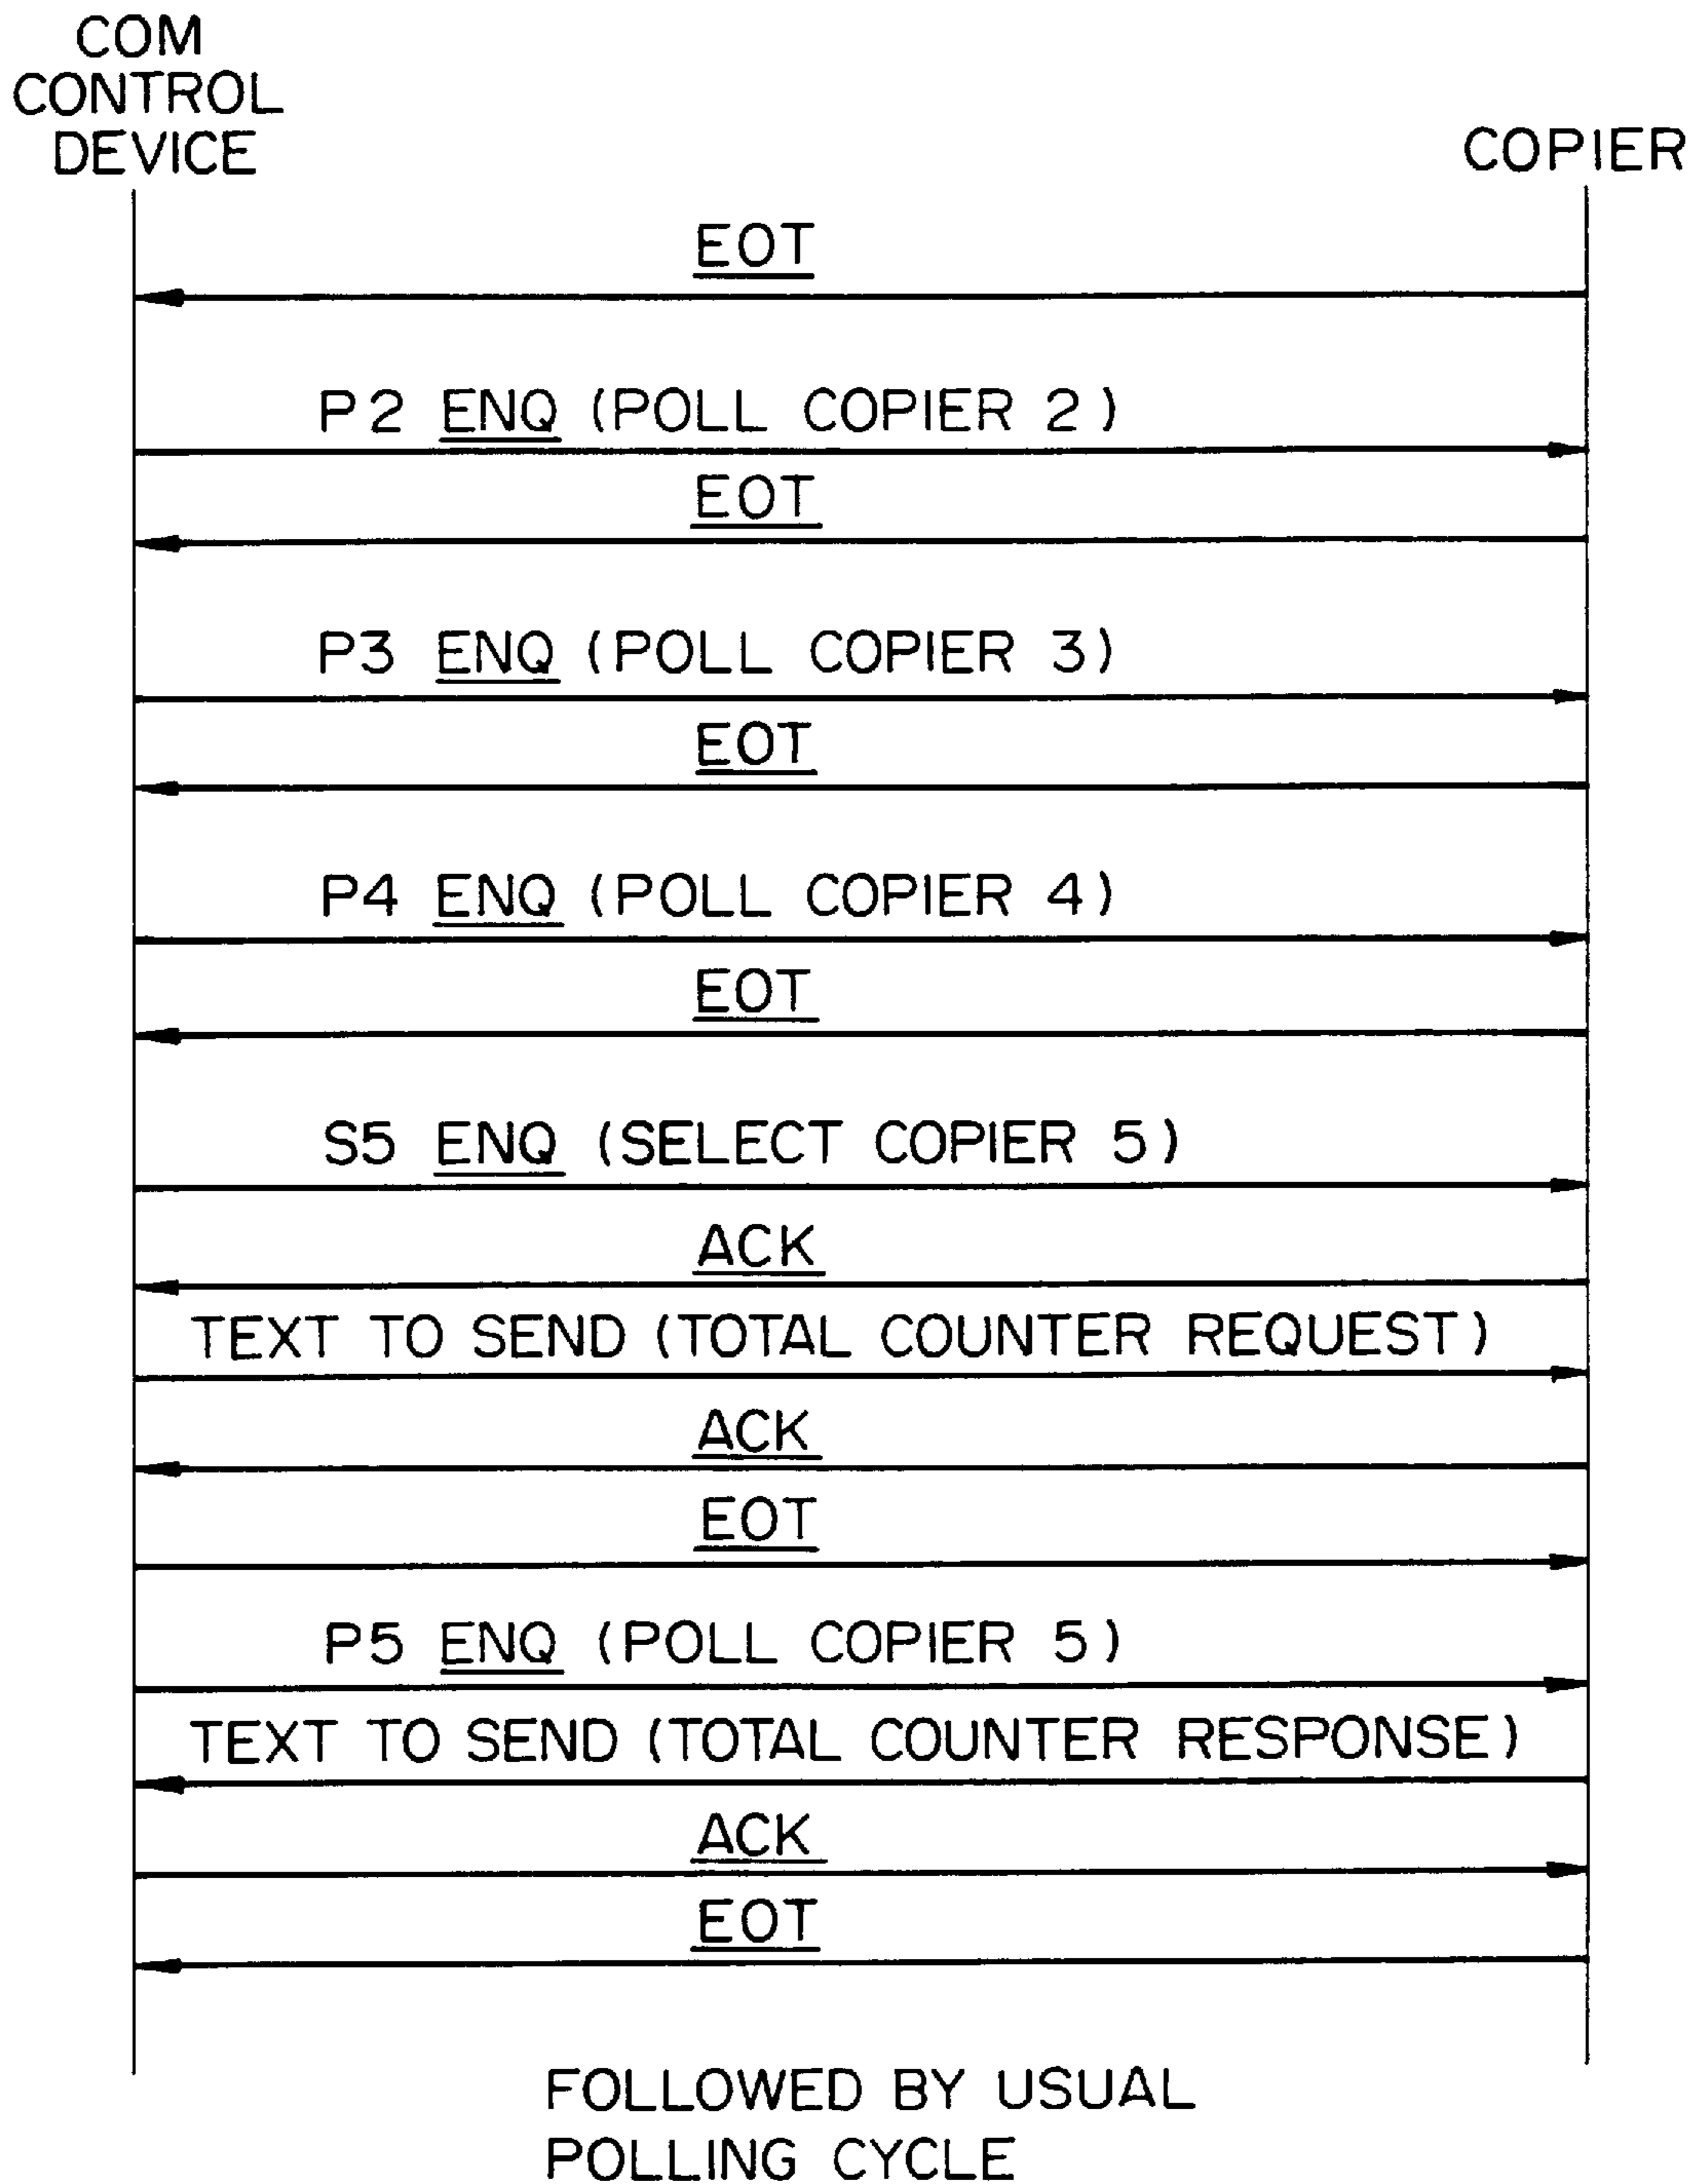 COM
CONTROL
DEVICE
COPIER
EOT
P2 ENQ (POLL COPIER 2)
EOT
P3 ENQ (POLL COPIER 3)
EOT
P4 ENQ (POLL COPIER 4)
EOT
S5 ENQ (SELECT COPIER 5)
ACK
TEXT TO SEND (TOTAL COUNTER REQUEST)
ACK
EOT
P5 ENQ (POLL COPIER 5)
TEXT TO SEND (TOTAL COUNTER RESPONSE)
ACK
EOT
FOLLOWED BY USUAL
POLLING CYCLE